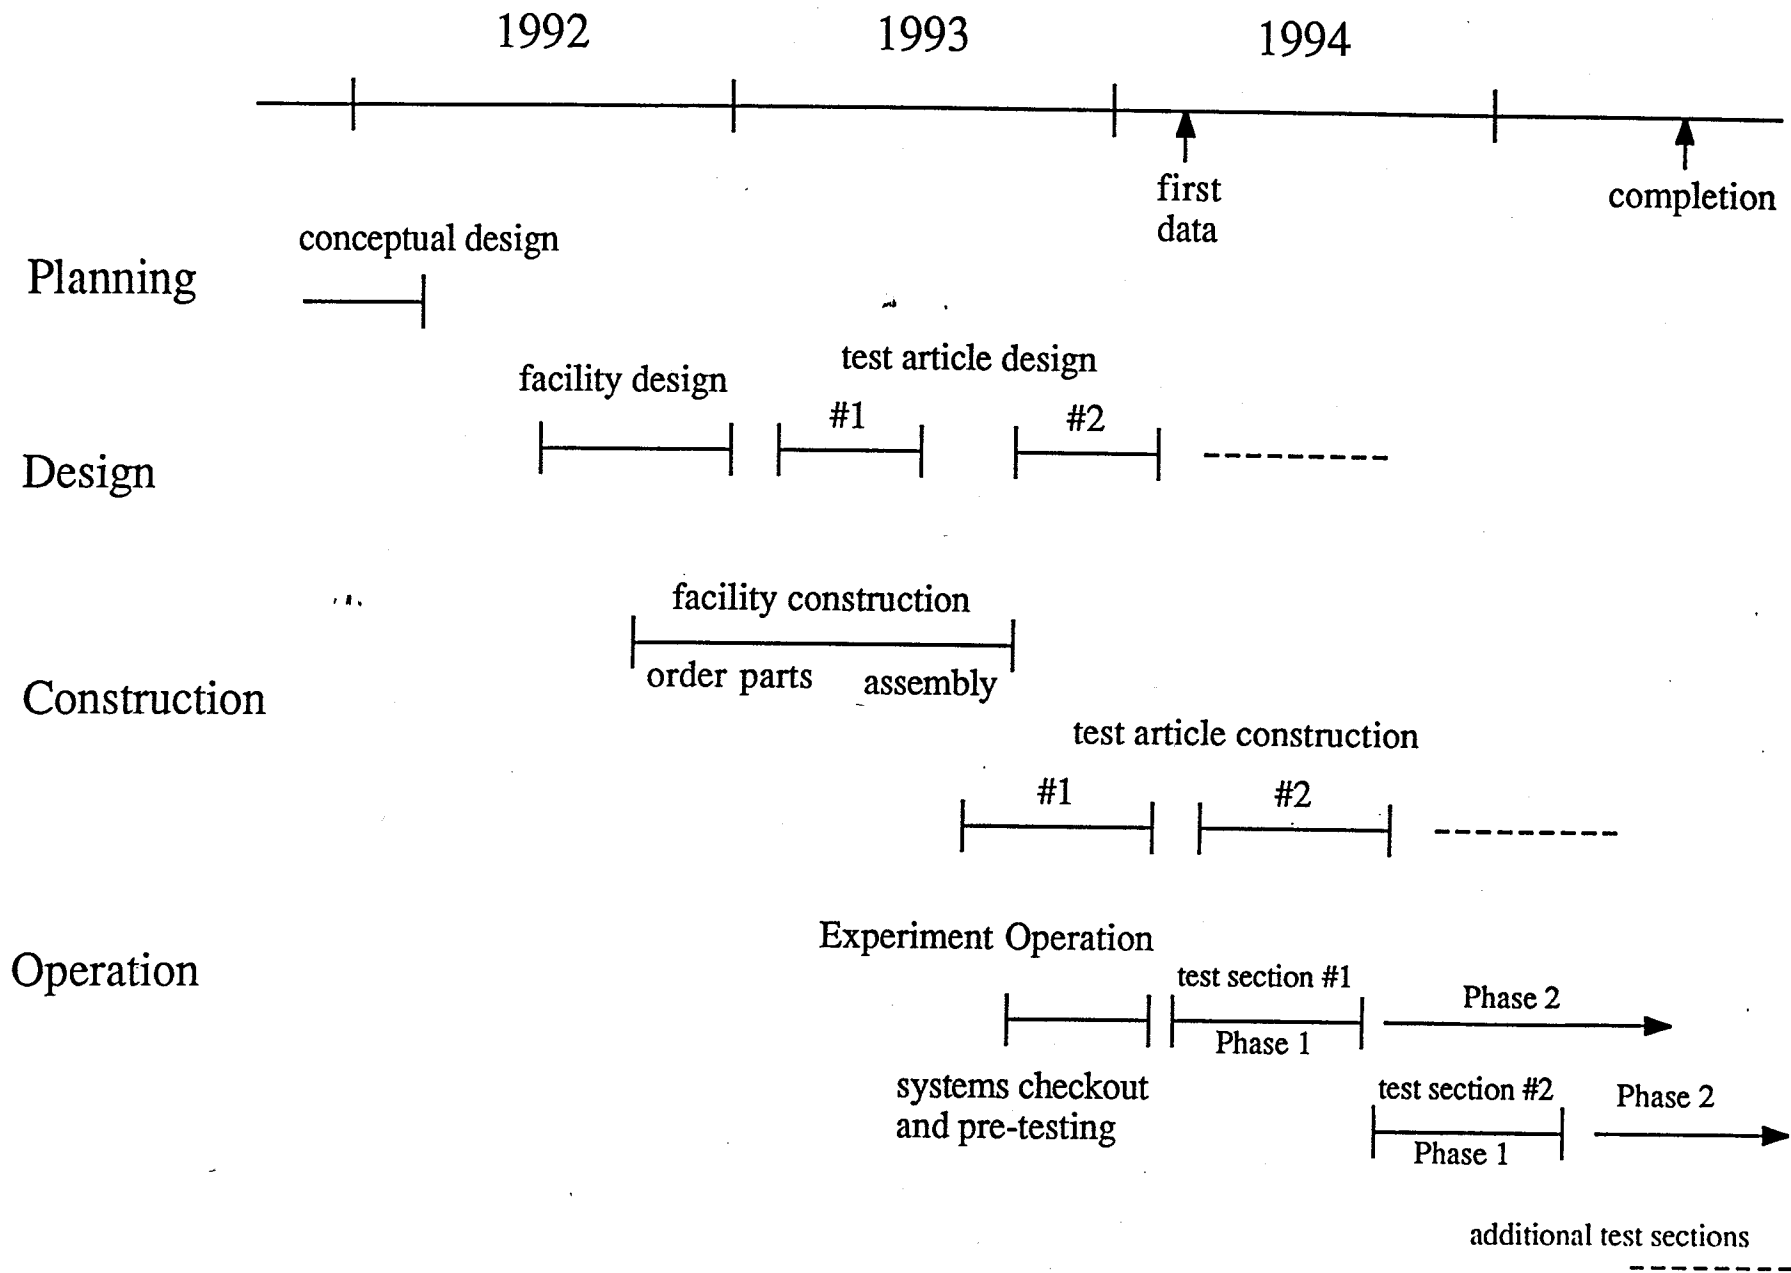 1992 1993 1994
first
data
completion
conceptual design
Planning
test article design
facility design
#1 #2
Design
facility construction
order parts assembly
Construction
test article construction
#1 #2
Experiment Operation
Operation
test section #1
Phase 2
Phase 1
systems checkout
and pre-testing
test section #2
Phase 2
Phase 1
additional test sections